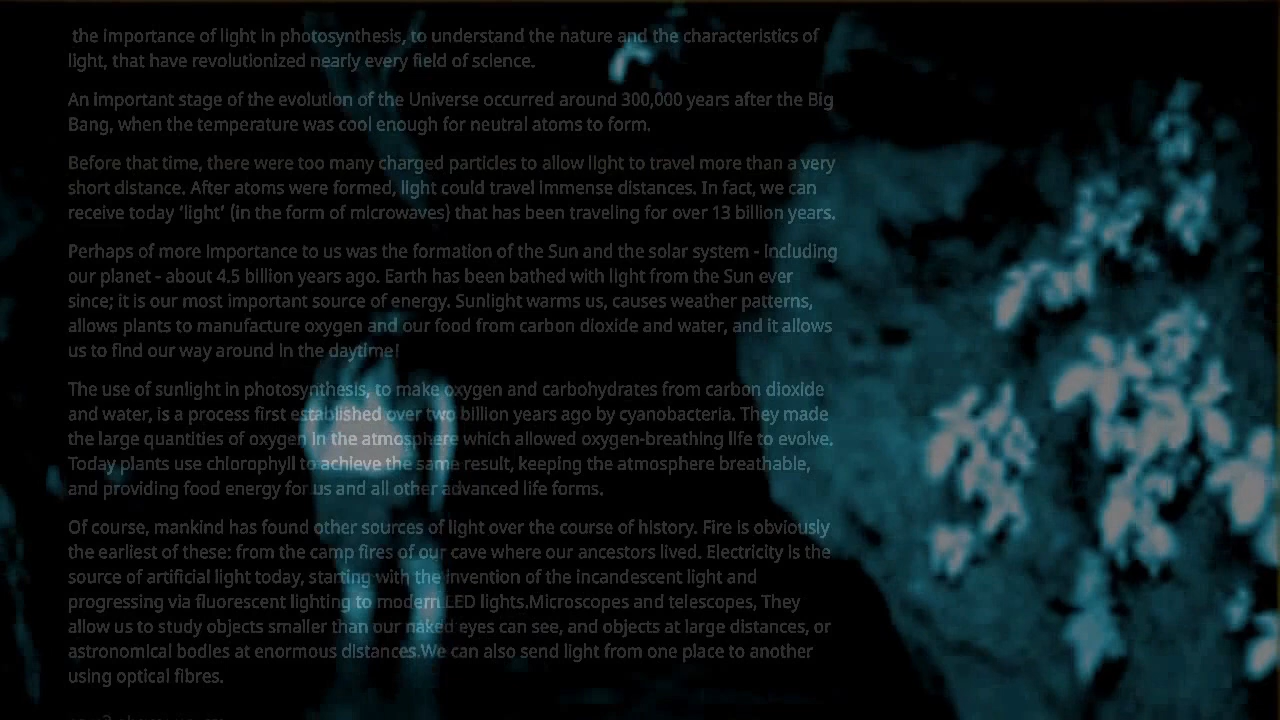 the importance of light in photosynthesis, to understand the nature and the characteristics of
light, that have revolutionized nearly every field of science.
An important stage of the evolution of the Universe occurred around 300,000 years after the Big
Bang, when the temperature was cool enough for neutral atoms to form.
Before that time, there were too many charged particles to allow light to travel more than a very
short distance. After atoms were formed, light could travel immense distances. In fact, we can
receive today ‘light’ (in the form of microwaves) that has been traveling for over 13 billion years.
Perhaps of more importance to us was the formation of the Sun and the solar system - including
our planet - about 4.5 billion years ago. Earth has been bathed with light from the Sun ever
since; it is our most important source of energy. Sunlight warms us, causes weather patterns,
allows plants to manufacture oxygen and our food from carbon dioxide and water, and it allows
us to find our way around in the daytime!
The use of sunlight in photosynthesis, to make oxygen and carbohydrates from carbon dioxide
and water, is a process first established over two billion years ago by cyanobacteria. They made
the large quantities of oxygen in the atmosphere which allowed oxygen-breathing life to evolve.
Today plants use chlorophyll to achieve the same result, keeping the atmosphere breathable,
and providing food energy for us and all other advanced life forms.
Of course, mankind has found other sources of light over the course of history. Fire is obviously
the earliest of these: from the camp fires of our cave where our ancestors lived. Electricity is the
source of artificial light today, starting with the invention of the incandescent light and
progressing via fluorescent lighting to modern LED lights.Microscopes and telescopes, They
allow us to study objects smaller than our naked eyes can see, and objects at large distances, or
astronomical bodies at enormous distances.We can also send light from one place to another
using optical fibres.